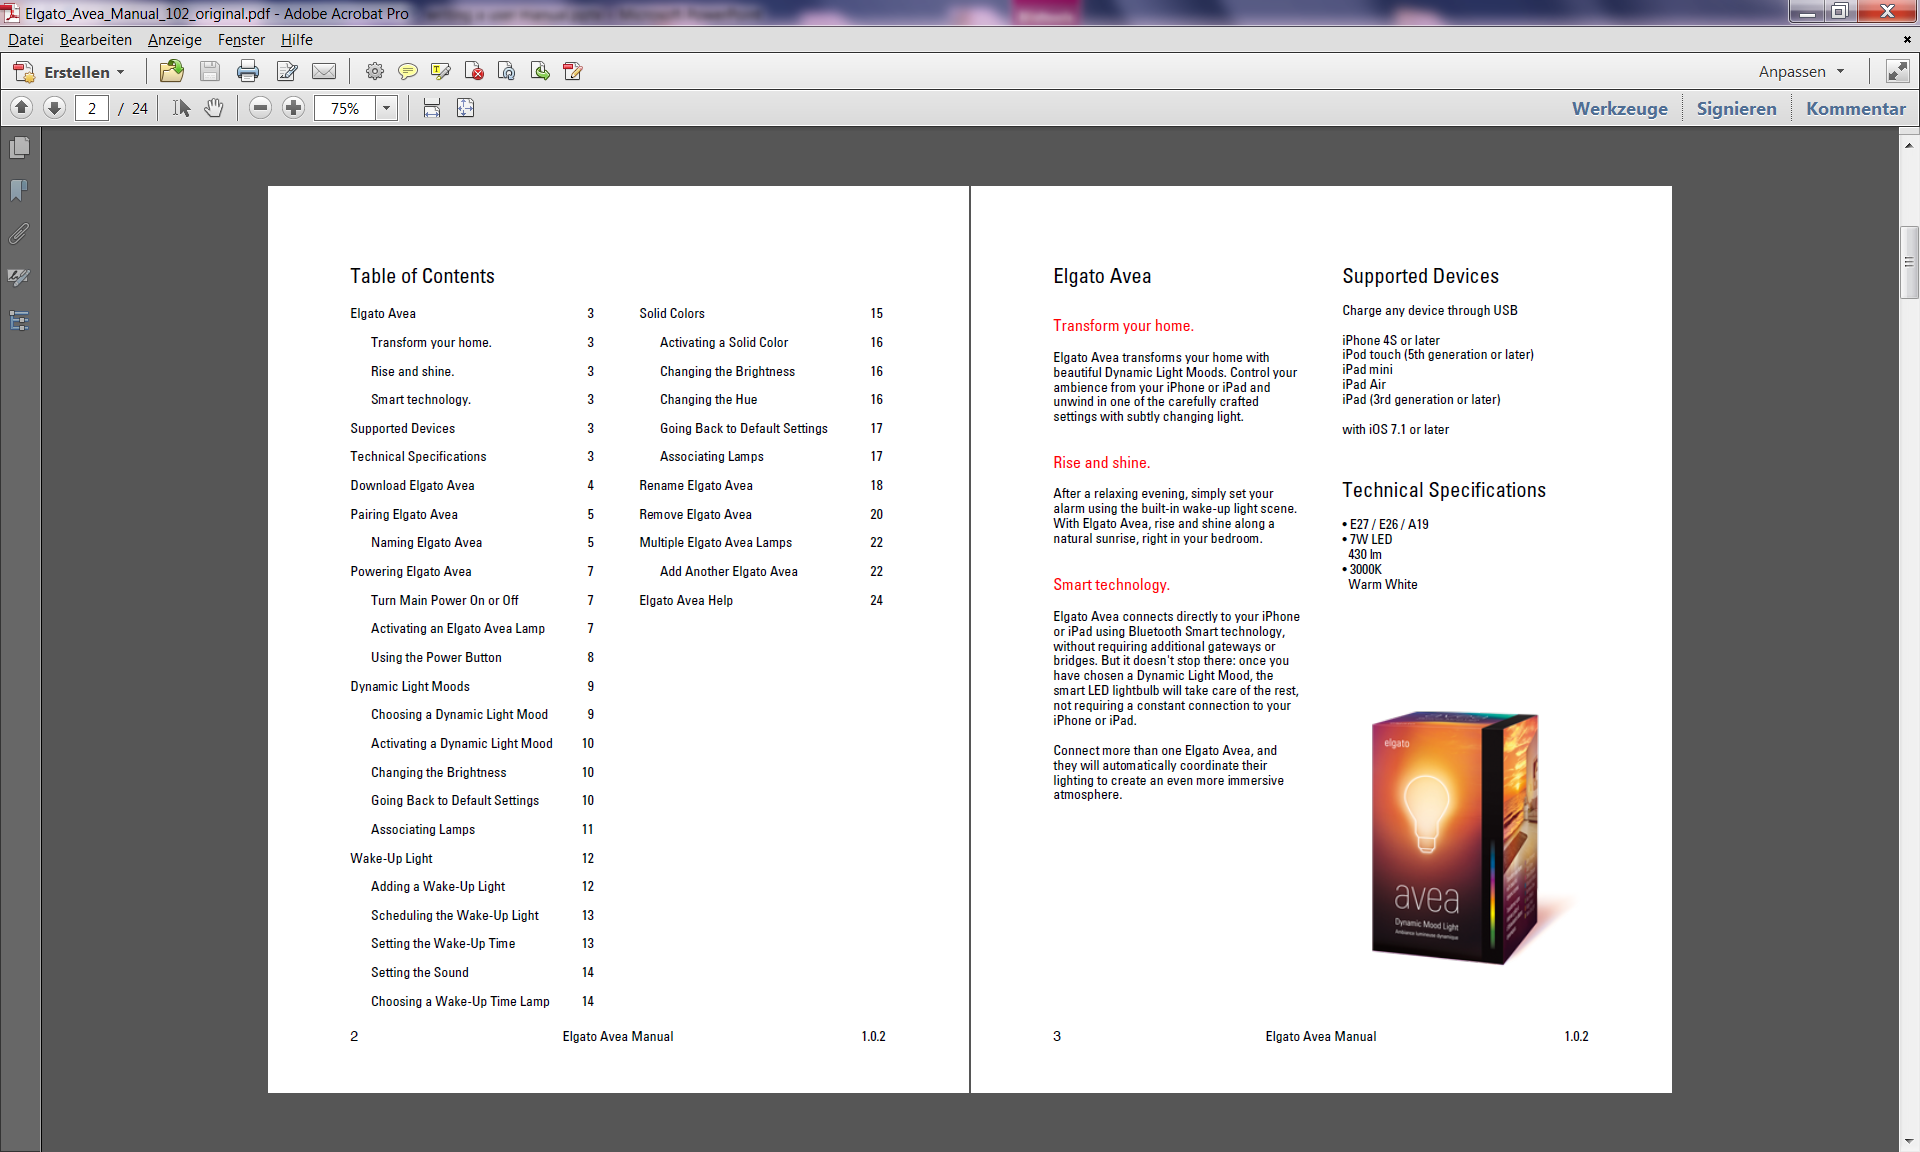 Elgato_Avea_Manual_102_original.pdf - Adobe Acrobat Pro
Datei Bearbeiten Anzeige Fenster Hilfe
Erstellen Anpassen
2 / 24 75% Werkzeuge Signieren Kommentar
Table of Contents
Elgato Avea 3
Transform your home. 3
Rise and shine. 3
Smart technology. 3
Supported Devices 3
Technical Specifications 3
Download Elgato Avea 4
Pairing Elgato Avea 5
Naming Elgato Avea 5
Powering Elgato Avea 7
Turn Main Power On or Off 7
Activating an Elgato Avea Lamp 7
Using the Power Button 8
Dynamic Light Moods 9
Choosing a Dynamic Light Mood 9
Activating a Dynamic Light Mood 10
Changing the Brightness 10
Going Back to Default Settings 10
Associating Lamps 11
Wake-Up Light 12
Adding a Wake-Up Light 12
Scheduling the Wake-Up Light 13
Setting the Wake-Up Time 13
Setting the Sound 14
Choosing a Wake-Up Time Lamp 14
Solid Colors 15
Activating a Solid Color 16
Changing the Brightness 16
Changing the Hue 16
Going Back to Default Settings 17
Associating Lamps 17
Rename Elgato Avea 18
Remove Elgato Avea 20
Multiple Elgato Avea Lamps 22
Add Another Elgato Avea 22
Elgato Avea Help 24
2 Elgato Avea Manual 1.0.2
Elgato Avea
Transform your home.
Elgato Avea transforms your home with
beautiful Dynamic Light Moods. Control your
ambience from your iPhone or iPad and
unwind in one of the carefully crafted
settings with subtly changing light.
Rise and shine.
After a relaxing evening, simply set your
alarm using the built-in wake-up light scene.
With Elgato Avea, rise and shine along a
natural sunrise, right in your bedroom.
Smart technology.
Elgato Avea connects directly to your iPhone
or iPad using Bluetooth Smart technology,
without requiring additional gateways or
bridges. But it doesn't stop there: once you
have chosen a Dynamic Light Mood, the
smart LED lightbulb will take care of the rest,
not requiring a constant connection to your
iPhone or iPad.
Connect more than one Elgato Avea, and
they will automatically coordinate their
lighting to create an even more immersive
atmosphere.
Supported Devices
Charge any device through USB
iPhone 4S or later
iPod touch (5th generation or later)
iPad mini
iPad Air
iPad (3rd generation or later)
with iOS 7.1 or later
Technical Specifications
• E27 / E26 / A19
• 7W LED
430 lm
• 3000K
Warm White
elgato
avea
Dynamic Mood Light
Ambiance lumineuse dynamique
3 Elgato Avea Manual 1.0.2